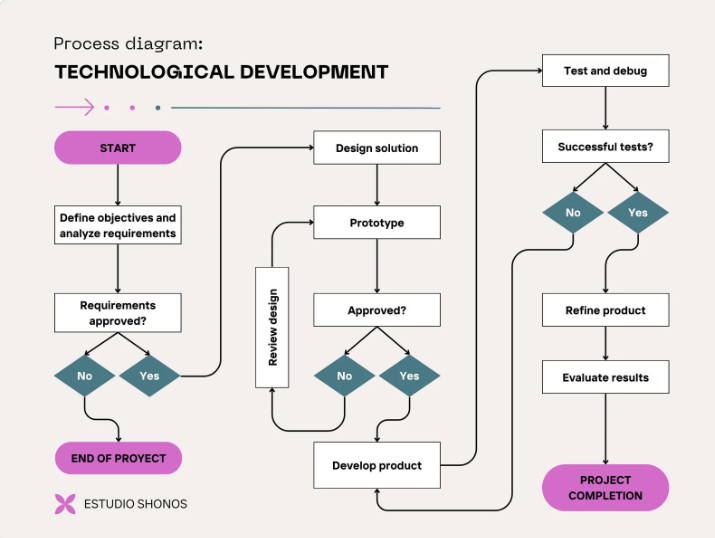 Process diagram:
TECHNOLOGICAL DEVELOPMENT
START
Define objectives and
analyze requirements
Requirements
approved?
No
Yes
END OF PROYECT
Design solution
Prototype
Review design
Approved?
No
Yes
Develop product
Test and debug
Successful tests?
No
Yes
Refine product
Evaluate results
PROJECT
COMPLETION
ESTUDIO SHONOS